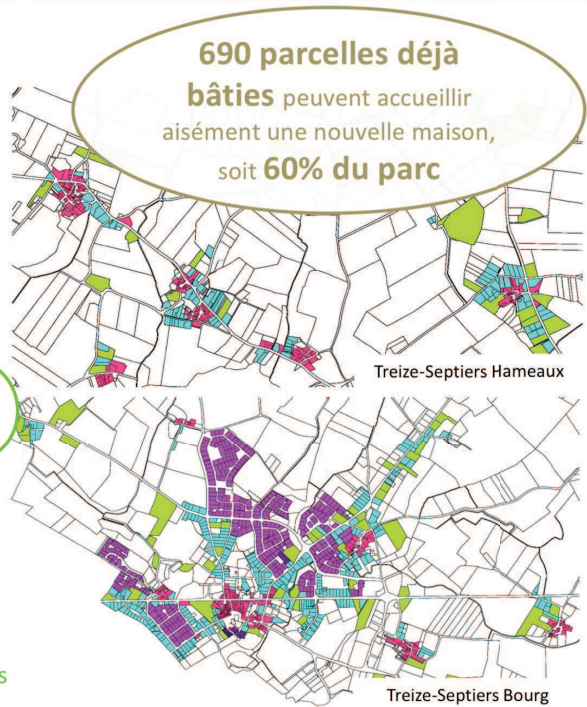 690 parcelles déjà
bâties peuvent accueillir
aisément une nouvelle maison,
soit 60% du parc
Treize-Septiers Hameaux
s
Treize-Septiers Bourg